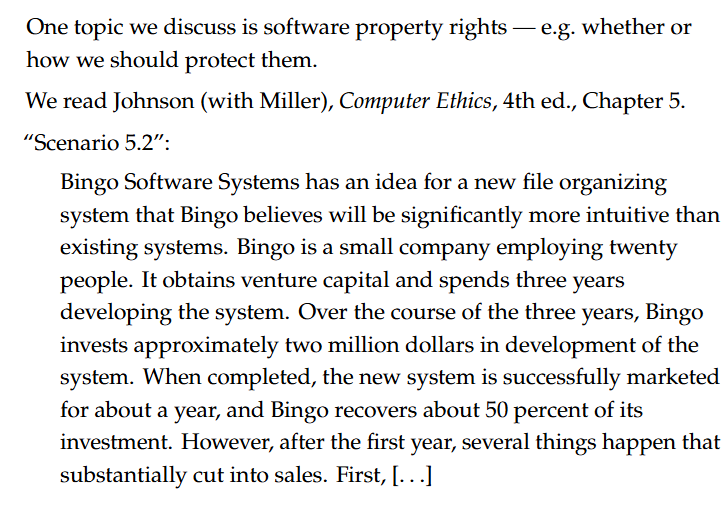 One topic we discuss is software property rights — e.g. whether or
how we should protect them.
We read Johnson (with Miller), Computer Ethics, 4th ed., Chapter 5.
“Scenario 5.2”:
Bingo Software Systems has an idea for a new file organizing
system that Bingo believes will be significantly more intuitive than
existing systems. Bingo is a small company employing twenty
people. It obtains venture capital and spends three years
developing the system. Over the course of the three years, Bingo
invests approximately two million dollars in development of the
system. When completed, the new system is successfully marketed
for about a year, and Bingo recovers about 50 percent of its
investment. However, after the first year, several things happen that
substantially cut into sales. First, [. . .]